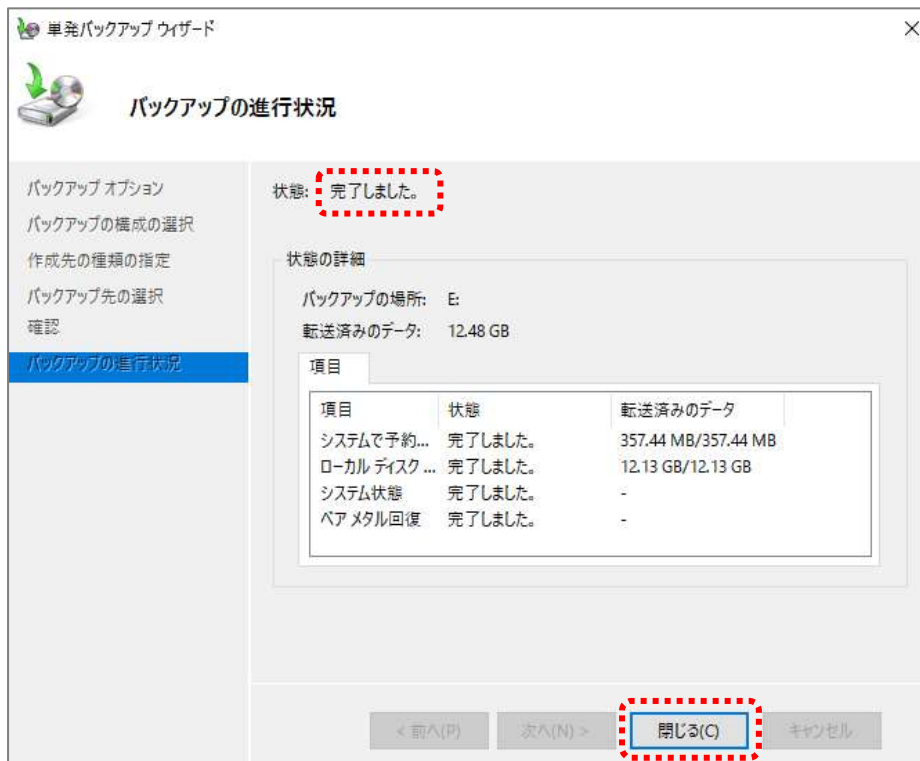 単発バックアップ ウィザード
バックアップの進行状況
バックアップ オプション
バックアップの構成の選択
作成先の種類の指定
バックアップ先の選択
確認
バックアップの進行状況
状態: 完了しました。
状態の詳細
バックアップの場所: E:
転送済みのデータ: 12.48 GB
項目
項目 状態 転送済みのデータ
システムで予約... 完了しました。 357.44 MB/357.44 MB
ローカル ディスク ... 完了しました。 12.13 GB/12.13 GB
システム状態 完了しました。 -
ベア メタル回復 完了しました。 -
< 前へ(P) 次へ(N) > 閉じる(C) キャンセル